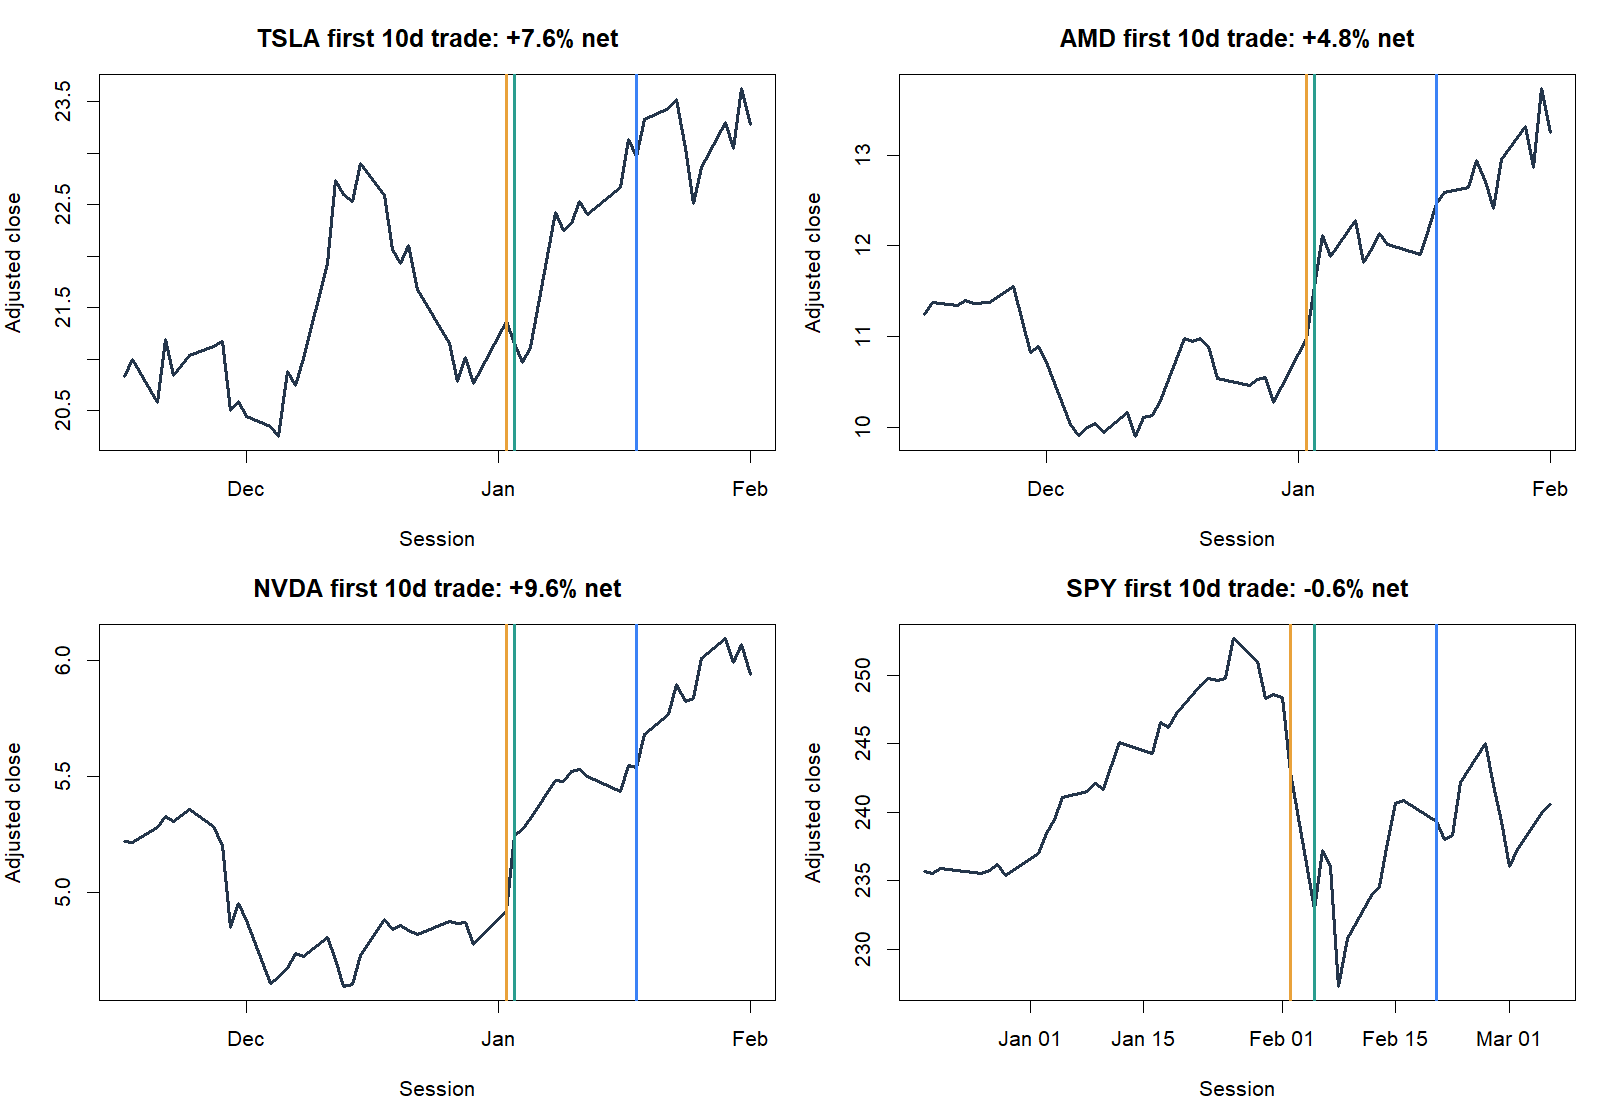 TSLA first 10d trade: +7.6% net
Adjusted close
23.5
22.5
21.5
20.5
Dec
Jan
Feb
Session
AMD first 10d trade: +4.8% net
Adjusted close
13
12
11
10
Dec
Jan
Feb
Session
NVDA first 10d trade: +9.6% net
Adjusted close
6.0
5.5
5.0
Dec
Jan
Feb
Session
SPY first 10d trade: -0.6% net
Adjusted close
250
245
240
235
230
Jan 01
Jan 15
Feb 01
Feb 15
Mar 01
Session